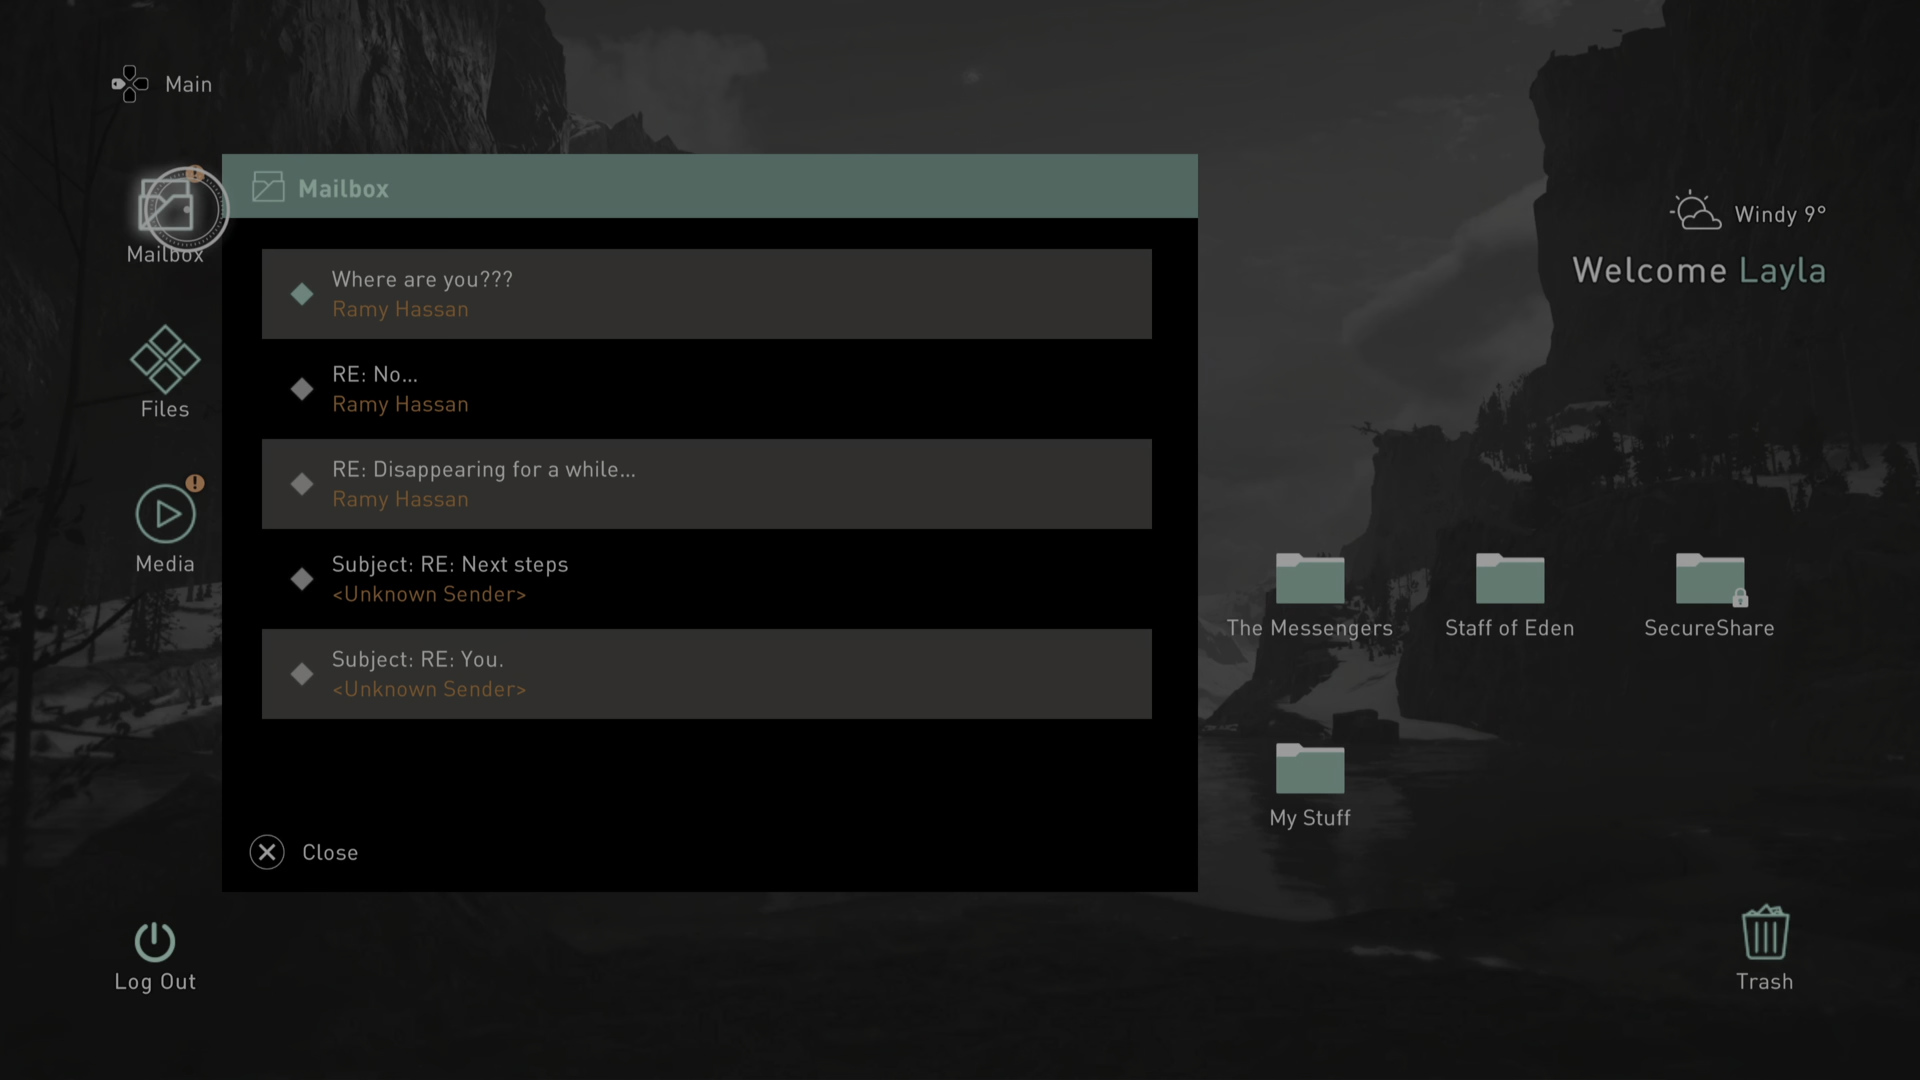 Main
Mailbox
Mailbox
Where are you???
Ramy Hassan
RE: No...
Ramy Hassan
RE: Disappearing for a while...
Ramy Hassan
Subject: RE: Next steps
<Unknown Sender>
Subject: RE: You.
<Unknown Sender>
Close
Files
Media
Log Out
Windy 9°
Welcome Layla
The Messengers
Staff of Eden
SecureShare
My Stuff
Trash